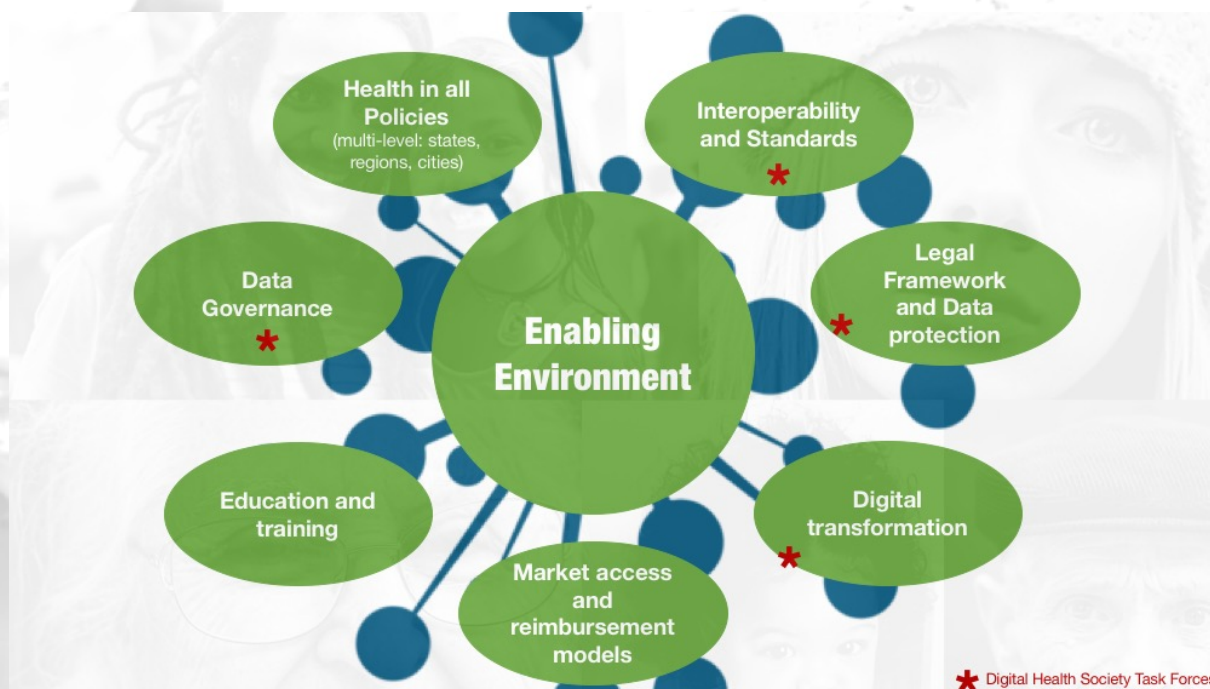 Health in all
Policies
(multi-level: states,
regions, cities)
Interoperability
and Standards
*
Data
Governance
*
Legal
Framework
and Data
protection
*
Enabling
Environment
Education and
training
Digital
transformation
*
Market access
and
reimbursement
models
* Digital Health Society Task Forces